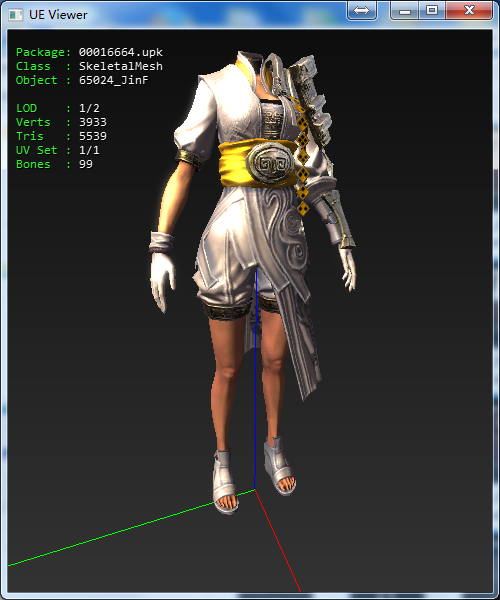 UE Viewer
Package: 00016664.upk
Class : SkeletalMesh
Object : 65024_JinF
LOD : 1/2
Verts : 3933
Tris : 5539
UV Set : 1/1
Bones : 99